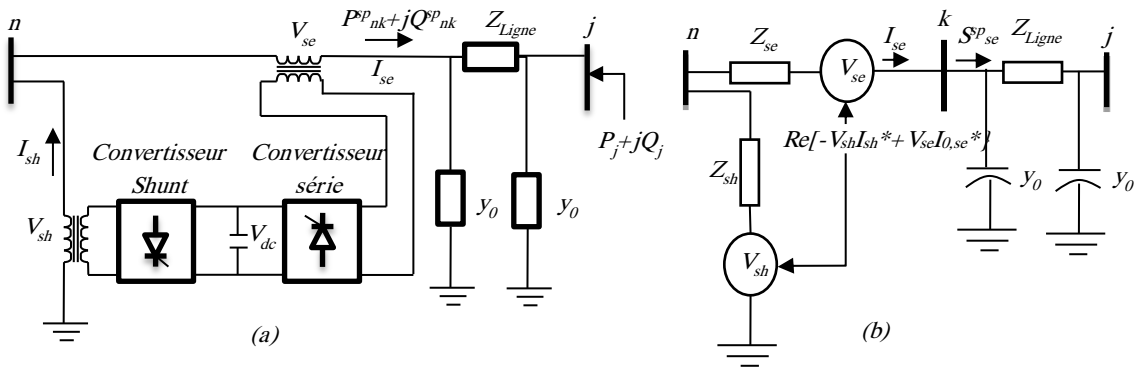 n
V_se
P^sp_nk+jQ^sp_nk
Z_Ligne
j
I_se
I_sh
Convertisseur
Shunt
Convertisseur
série
P_j+jQ_j
V_sh
V_dc
y_0
y_0
(a)
n
Z_se
V_se
I_se
k
S^sp_se
Z_Ligne
j
Re[-V_shI_sh*+V_seI_0,se*}
Z_sh
y_0
y_0
V_sh
(b)